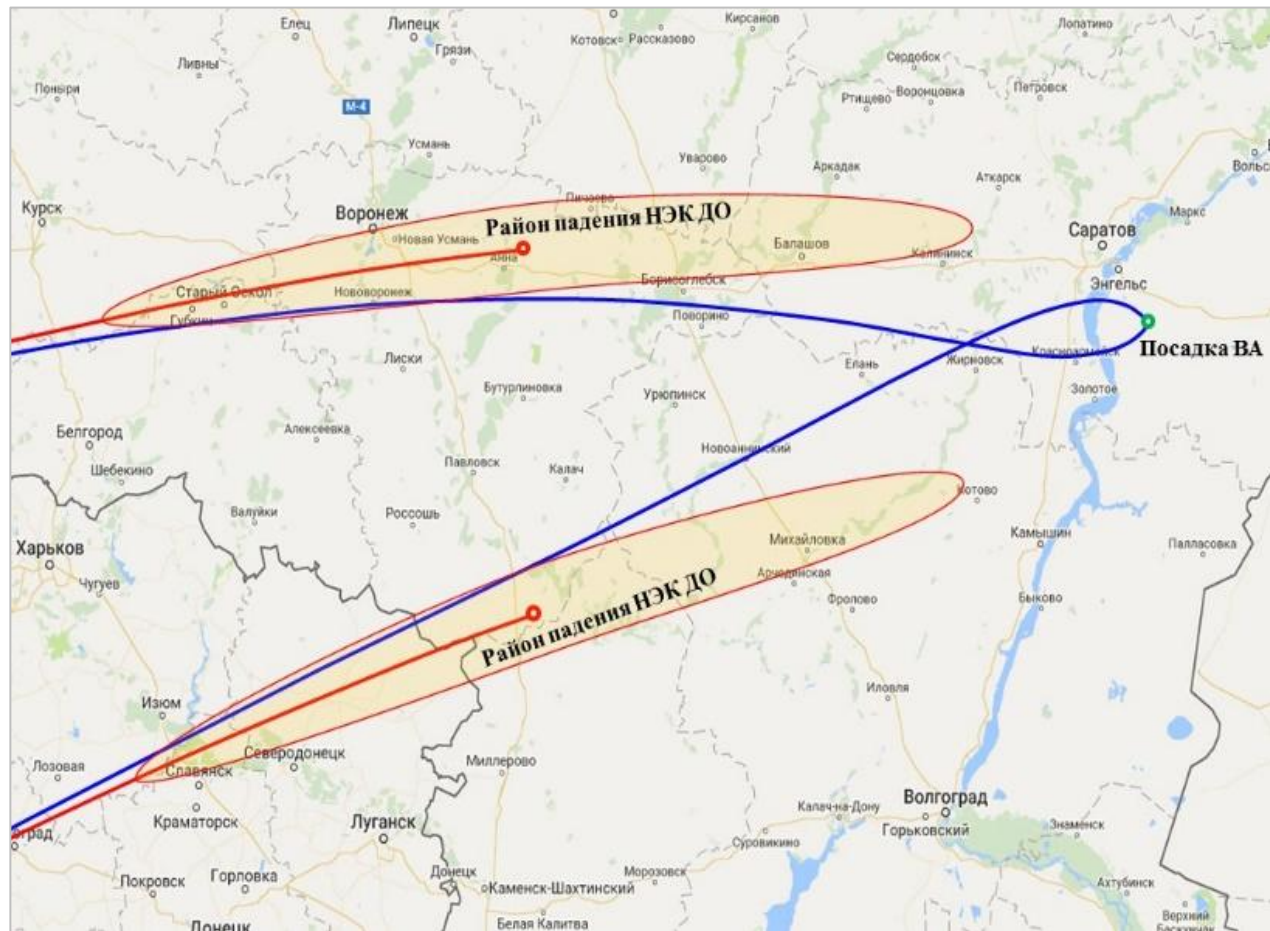 Елец
Липецк
Котовск
Рассказово
Кирсанов
Лопатино
Грязи
Ливны
Поныри
М-4
Сердобск
Ртищево
Воронцовка
Петровск
Усмань
Уварово
Аркадак
Аткарск
Вольск
Курск
Воронеж
Пичаево
Маркс
Район падения НЭК ДО
Новая Усмань
Анна
Балашов
Калининск
Саратов
Энгельс
Старый Оскол
Губкин
Нововоронеж
Борисоглебск
Поворино
Посадка ВА
Лиски
Елань
Жирновск
Красноармейск
Золотое
Бутурлиновка
Урюпинск
Белгород
Алексеевка
Шебекино
Павловск
Калач
Новоаннинский
Валуйки
Россошь
Котово
Харьков
Чугуев
Михайловка
Камышин
Палласовка
Арчединская
Фролово
Быково
Район падения НЭК ДО
Изюм
Иловля
Лозовая
Славянск
Северодонецк
Миллерово
Краматорск
Луганск
Калач-на-Дону
Волгоград
Горьковский
Знаменск
Суровикино
Покровск
Горловка
Донецк
Каменск-Шахтинский
Морозовск
Ахтубинск
Донецк
Белая Калитва
Верхний
Баскунчак